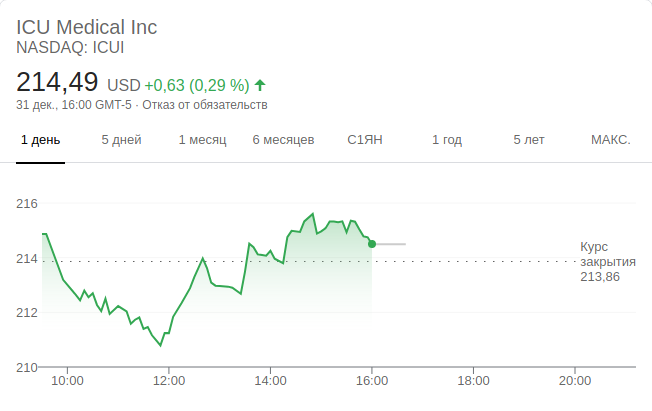 ICU Medical Inc
NASDAQ: ICUI
214,49 USD +0,63 (0,29 %)
31 дек., 16:00 GMT-5 · Отказ от обязательств
1 день 5 дней 1 месяц 6 месяцев С1ЯН 1 год 5 лет МАКС.
216
214
212
210
Курс
закрытия
213,86
10:00 12:00 14:00 16:00 18:00 20:00